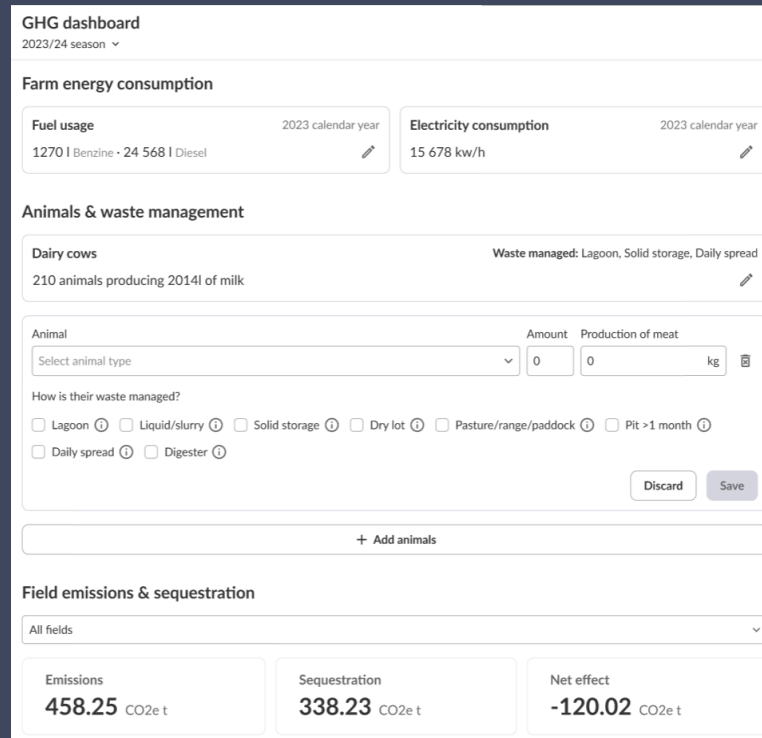 GHG dashboard
2023/24 season
Farm energy consumption
Fuel usage 2023 calendar year
1270 l Benzine · 24 568 l Diesel
Electricity consumption 2023 calendar year
15 678 kw/h
Animals & waste management
Dairy cows Waste managed: Lagoon, Solid storage, Daily spread
210 animals producing 2014l of milk
Animal Amount Production of meat
Select animal type 0 0 kg
How is their waste managed?
Lagoon Liquid/slurry Solid storage Dry lot Pasture/range/paddock Pit >1 month
Daily spread Digester
Discard Save
+ Add animals
Field emissions & sequestration
All fields
Emissions
458.25 CO2e t
Sequestration
338.23 CO2e t
Net effect
-120.02 CO2e t